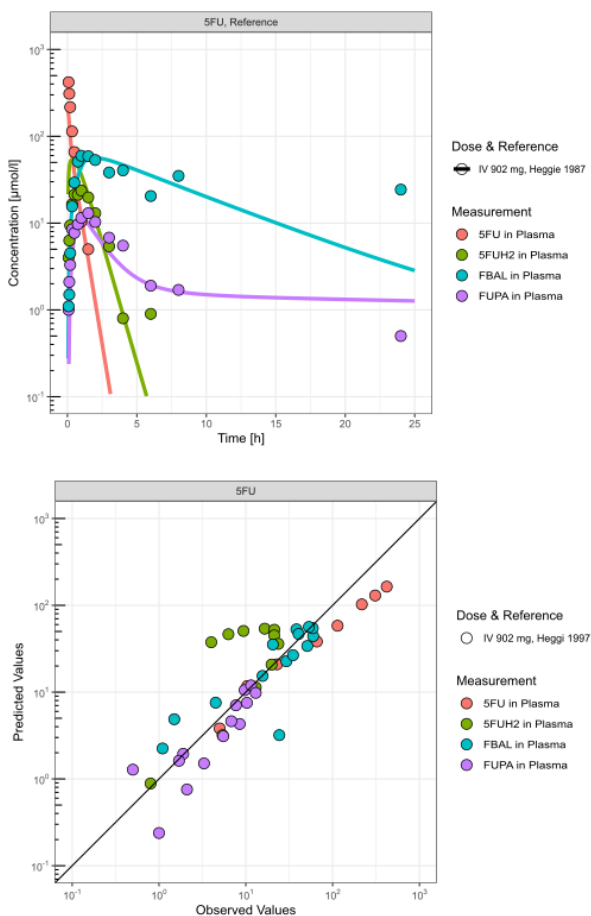 5FU, Reference
Concentration [µmol/l]
10³
10²
10¹
10⁰
10⁻¹
0
5
10
15
20
25
Time [h]
Dose & Reference
IV 902 mg, Heggie 1987
Measurement
5FU in Plasma
5FUH2 in Plasma
FBAL in Plasma
FUPA in Plasma
5FU
Predicted Values
10³
10²
10¹
10⁰
10⁻¹
10⁻¹
10⁰
10¹
10²
10³
Observed Values
Dose & Reference
IV 902 mg, Heggi 1997
Measurement
5FU in Plasma
5FUH2 in Plasma
FBAL in Plasma
FUPA in Plasma